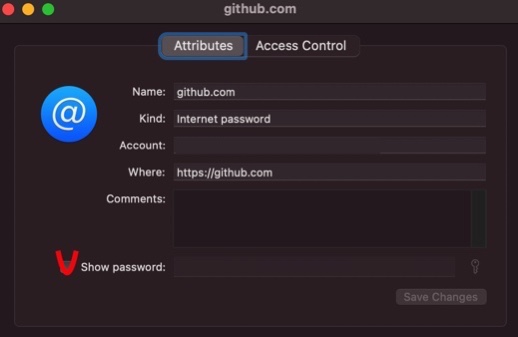 github.com
Attributes Access Control
@
Name: github.com
Kind: Internet password
Account:
Where: https://github.com
Comments:
Show password:
Save Changes